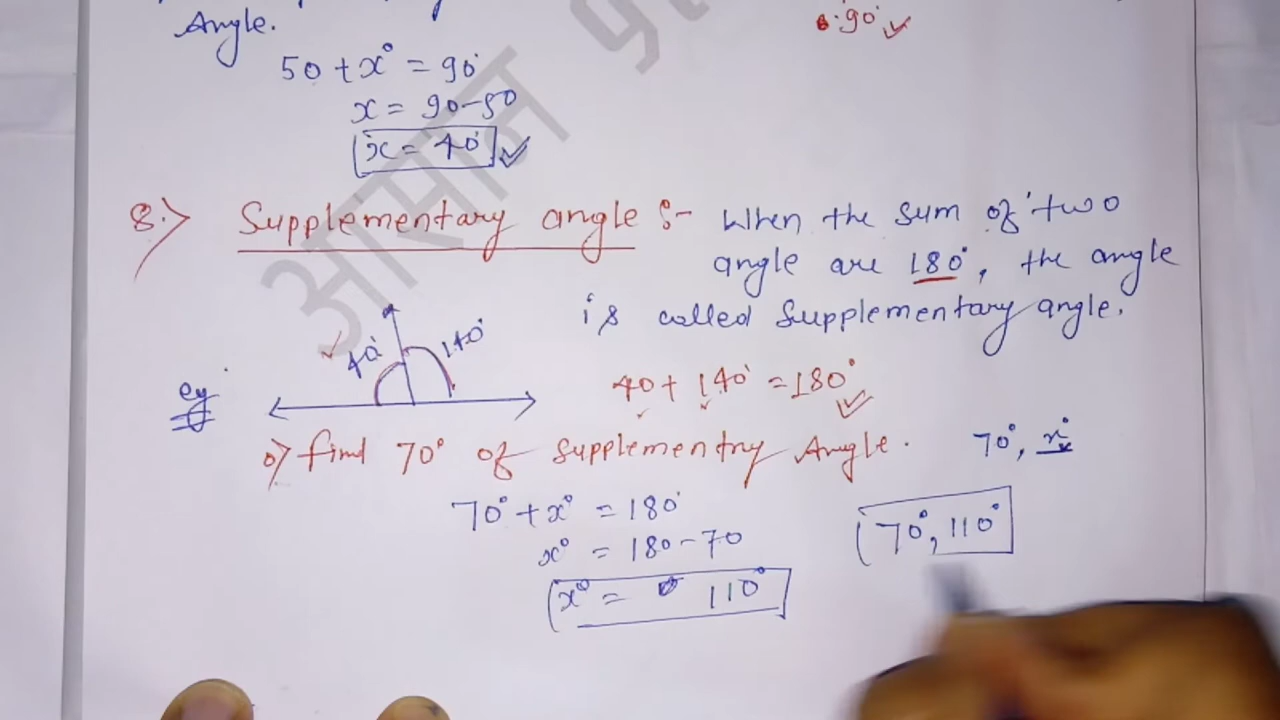 Angle.
6.90° ✓
50 + x° = 90°
x = 90-50
x = 40°
8.> Supplementary angle :- When the sum of two
angle are 180°, the angle
is called Supplementary angle.
40° 140°
eg
40 + 140° = 180°
Q> find 70° of Supplementry Angle. 70°, x°
70° + x° = 180°
x° = 180-70
x° = 110°
70°, 110°
आसान